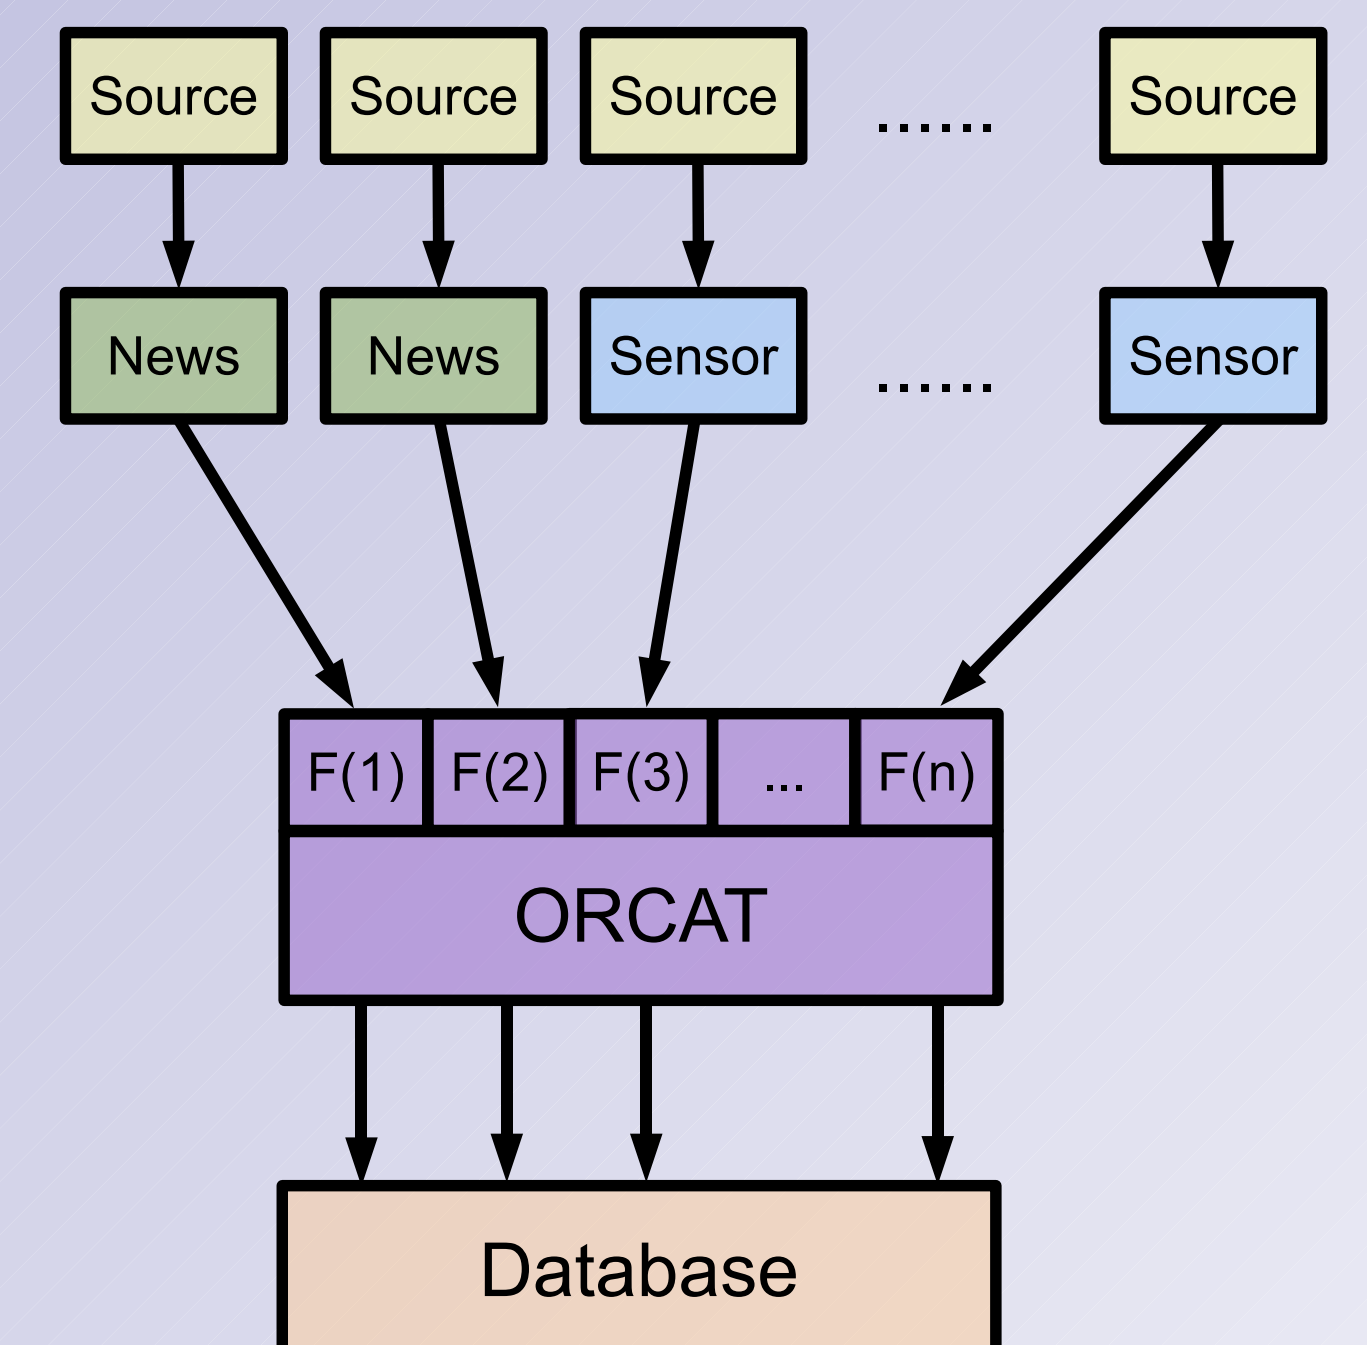 Source Source Source ...... Source
News News Sensor ...... Sensor
F(1) F(2) F(3) ... F(n)
ORCAT
Database